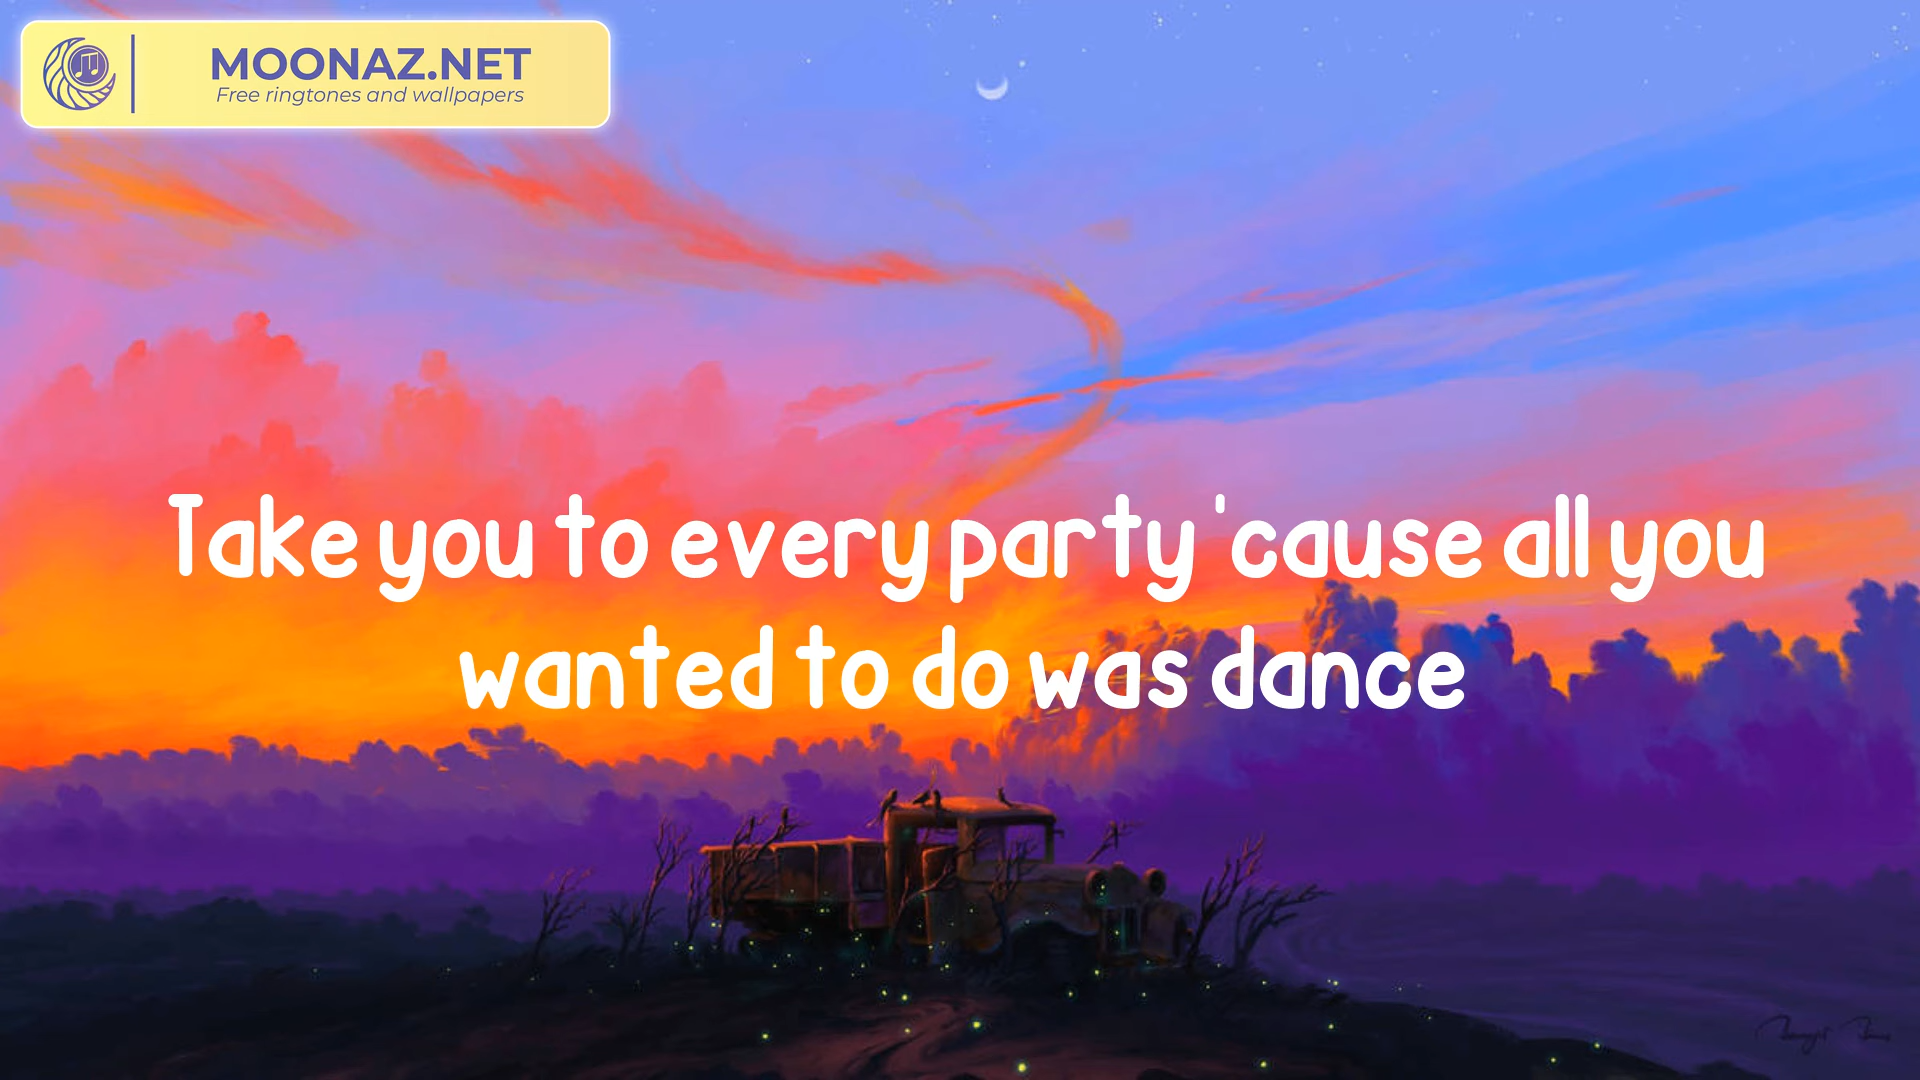 MOONAZ.NET
Free ringtones and wallpapers
Take you to every party 'cause all you
wanted to do was dance